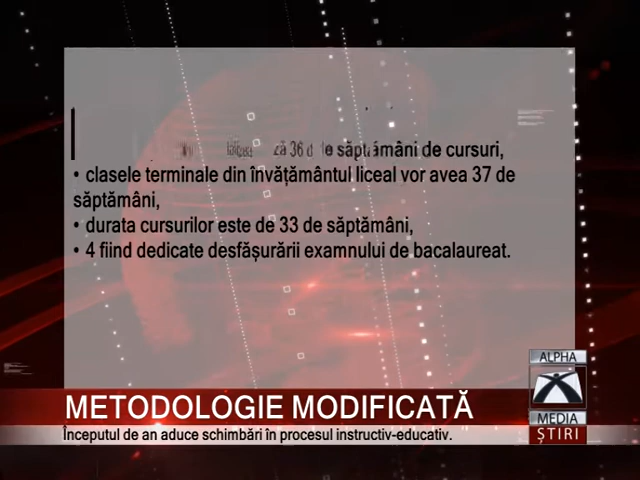 36 de săptămâni de cursuri,
• clasele terminale din învățământul liceal vor avea 37 de
săptămâni,
• durata cursurilor este de 33 de săptămâni,
• 4 fiind dedicate desfășurării examnului de bacalaureat.
ALPHA
MEDIA
ȘTIRI
METODOLOGIE MODIFICATĂ
Începutul de an aduce schimbări în procesul instructiv-educativ.